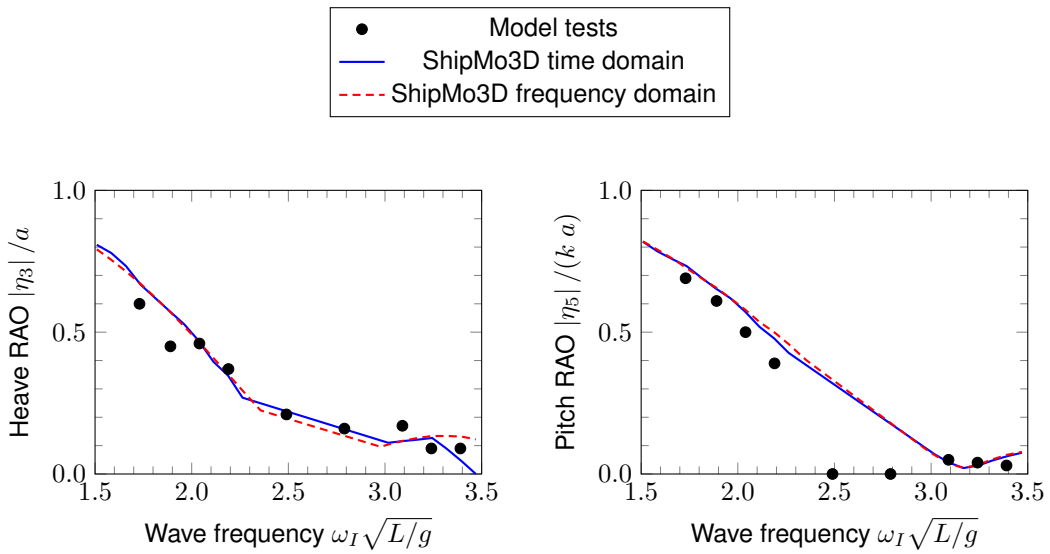 Model tests
ShipMo3D time domain
ShipMo3D frequency domain
1.0
0.5
0.0
1.5 2.0 2.5 3.0 3.5
Heave RAO |η₃|/a
Wave frequency ω_I√(L/g)
1.0
0.5
0.0
1.5 2.0 2.5 3.0 3.5
Pitch RAO |η₅|/(k a)
Wave frequency ω_I√(L/g)